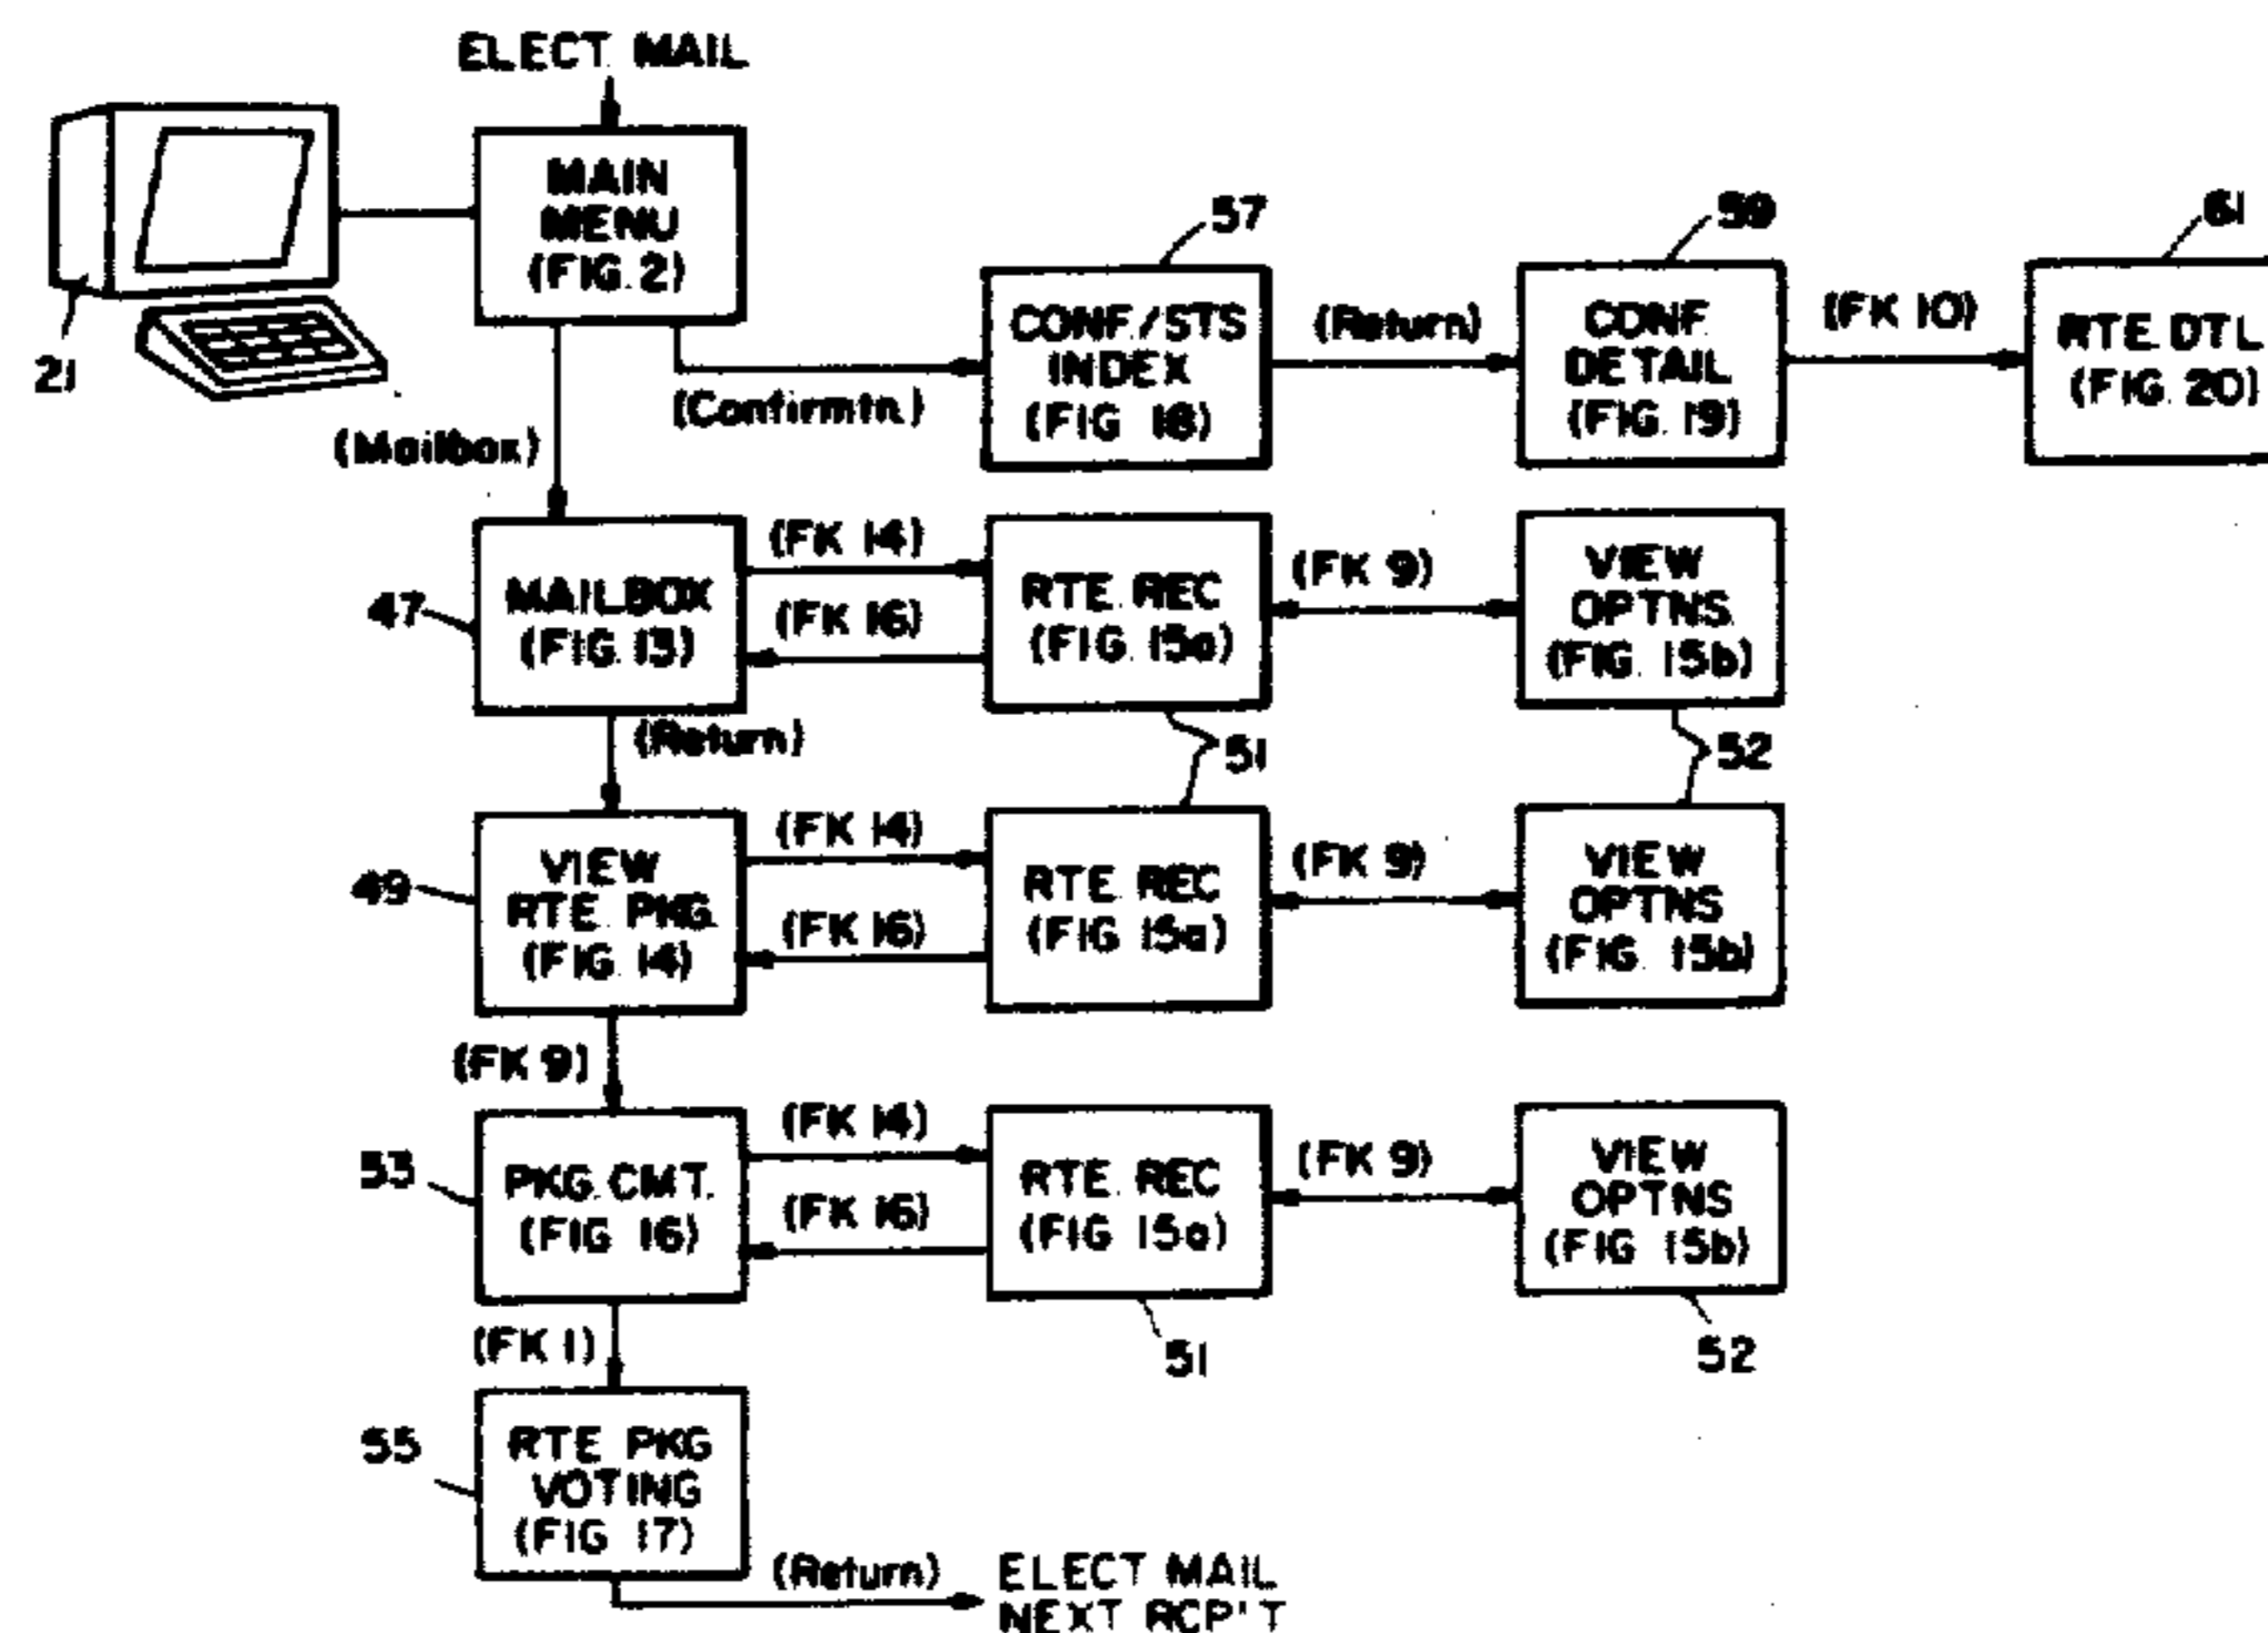 ELECT. MAIL
MAIN
MENU
(FIG. 2)
21
57
CONF./STS
INDEX
(FIG 18)
(Return)
59
CONF.
DETAIL
(FIG. 19)
(FK 10)
61
RTE DTL
(FIG. 20)
(Confirmtn.)
(Mailbox)
47
MAILBOX
(FIG. 13)
(FK 14)
(FK 16)
RTE. REC
(FIG. 15a)
(FK 9)
VIEW
OPTNS.
(FIG. 15b)
(Return)
51
52
49
VIEW
RTE. PKG.
(FIG. 14)
(FK 14)
(FK 16)
RTE REC
(FIG 15a)
(FK 9)
VIEW
OPTNS
(FIG. 15b)
(FK 9)
53
PKG. CMT.
(FIG 16)
(FK 14)
(FK 16)
RTE. REC
(FIG 15a)
(FK 9)
VIEW
OPTNS
(FIG 15b)
51
52
(FK 1)
55
RTE PKG
VOTING
(FIG 17)
(Return)
ELECT MAIL
NEXT RCP'T